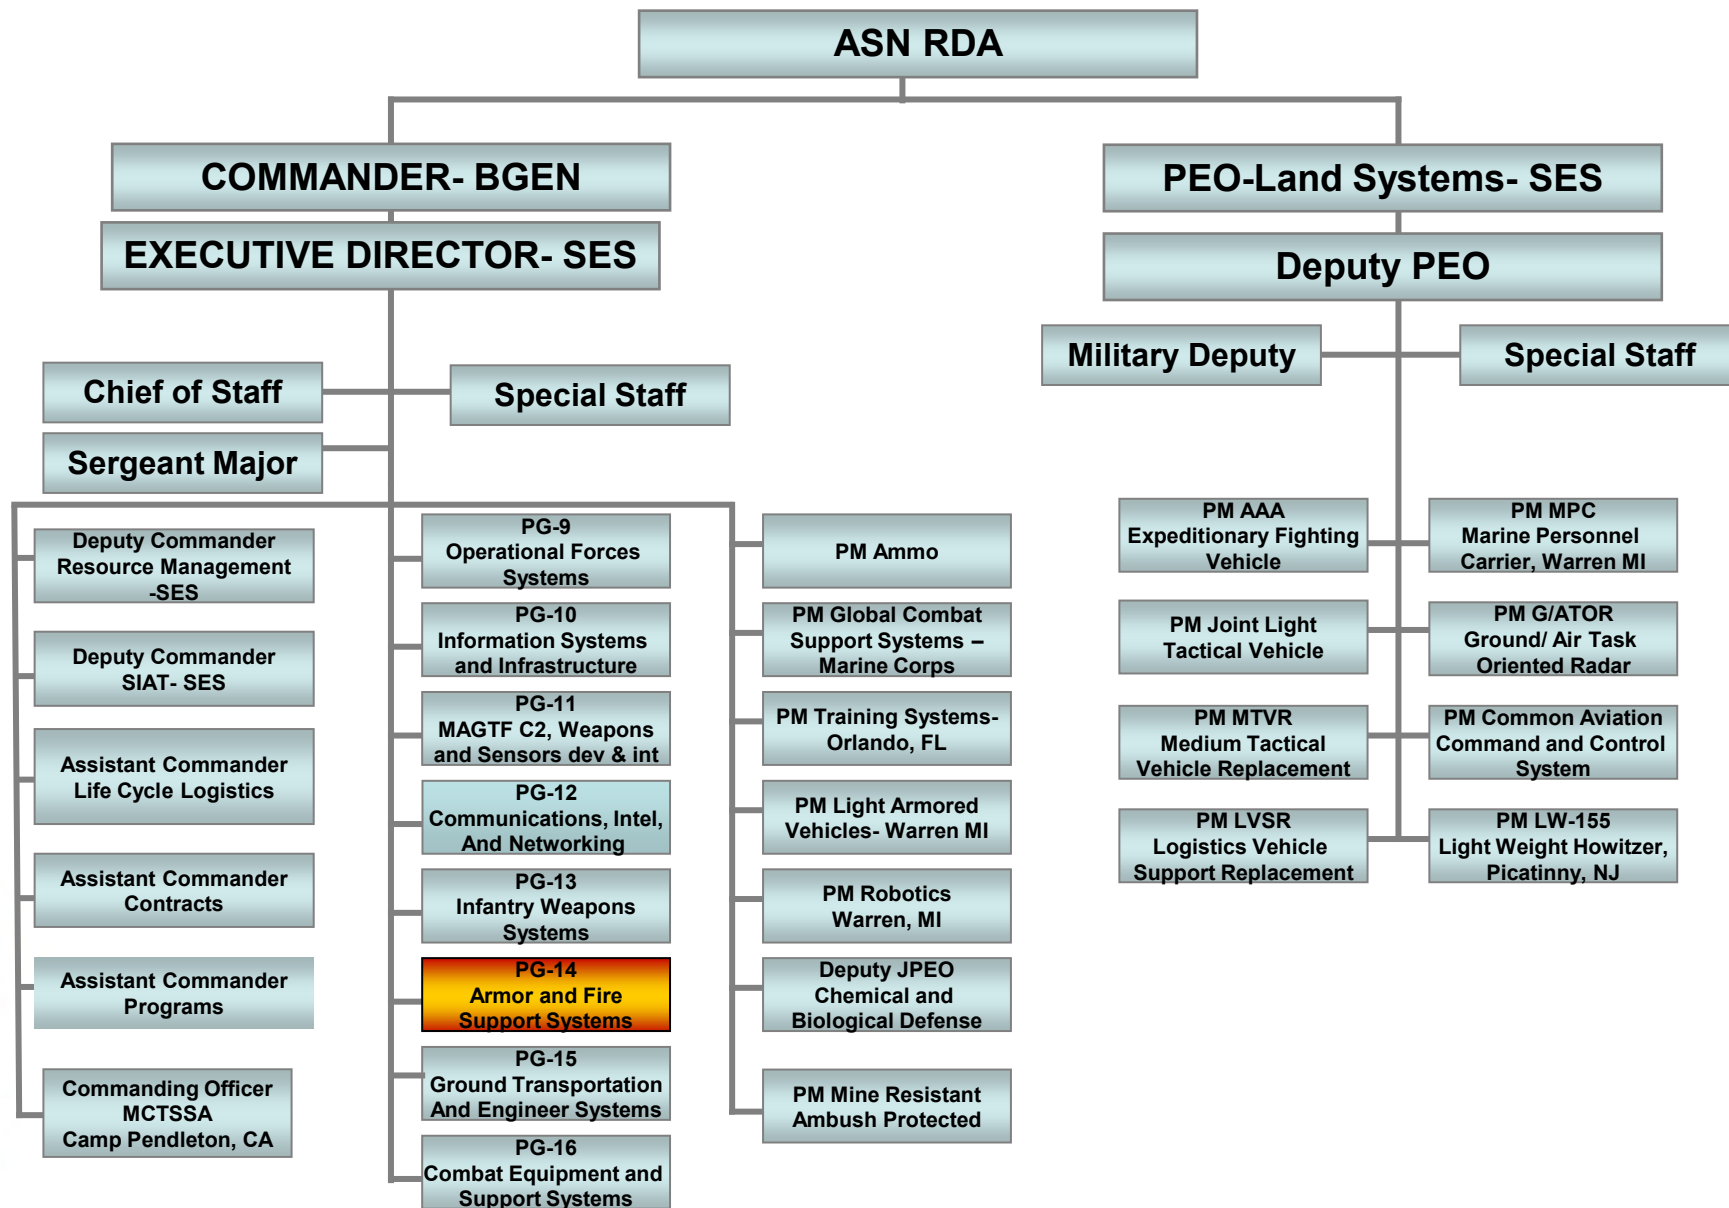 ASN RDA
COMMANDER- BGEN
EXECUTIVE DIRECTOR- SES
PEO-Land Systems- SES
Deputy PEO
Military Deputy
Special Staff
Chief of Staff
Special Staff
Sergeant Major
Deputy Commander
Resource Management
-SES
Deputy Commander
SIAT- SES
Assistant Commander
Life Cycle Logistics
Assistant Commander
Contracts
Assistant Commander
Programs
Commanding Officer
MCTSSA
Camp Pendleton, CA
PG-9
Operational Forces
Systems
PG-10
Information Systems
and Infrastructure
PG-11
MAGTF C2, Weapons
and Sensors dev & int
PG-12
Communications, Intel,
And Networking
PG-13
Infantry Weapons
Systems
PG-14
Armor and Fire
Support Systems
PG-15
Ground Transportation
And Engineer Systems
PG-16
Combat Equipment and
Support Systems
PM Ammo
PM Global Combat
Support Systems –
Marine Corps
PM Training Systems-
Orlando, FL
PM Light Armored
Vehicles- Warren MI
PM Robotics
Warren, MI
Deputy JPEO
Chemical and
Biological Defense
PM Mine Resistant
Ambush Protected
PM AAA
Expeditionary Fighting
Vehicle
PM Joint Light
Tactical Vehicle
PM MTVR
Medium Tactical
Vehicle Replacement
PM LVSR
Logistics Vehicle
Support Replacement
PM MPC
Marine Personnel
Carrier, Warren MI
PM G/ATOR
Ground/ Air Task
Oriented Radar
PM Common Aviation
Command and Control
System
PM LW-155
Light Weight Howitzer,
Picatinny, NJ